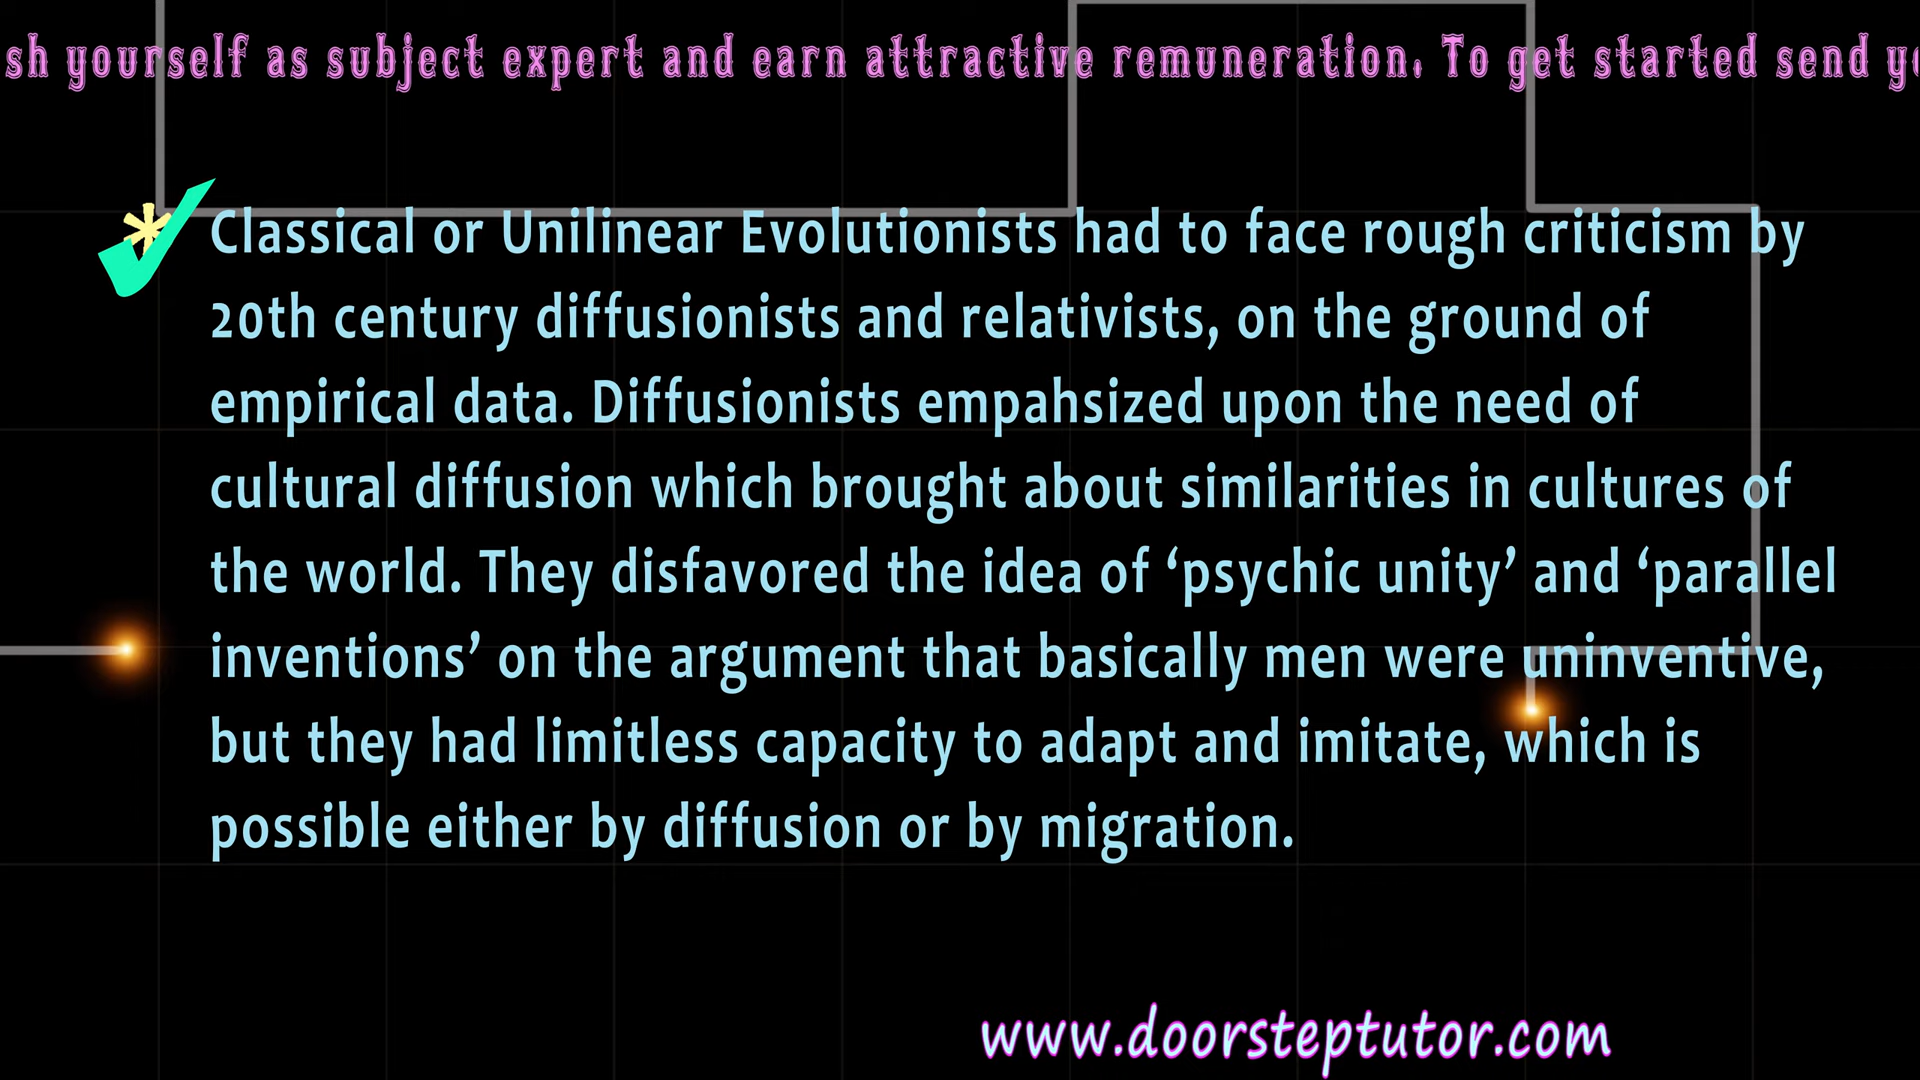 sh yourself as subject expert and earn attractive remuneration. To get started send
Classical or Unilinear Evolutionists had to face rough criticism by
20th century diffusionists and relativists, on the ground of
empirical data. Diffusionists empahsized upon the need of
cultural diffusion which brought about similarities in cultures of
the world. They disfavored the idea of ‘psychic unity’ and ‘parallel
inventions’ on the argument that basically men were uninventive,
but they had limitless capacity to adapt and imitate, which is
possible either by diffusion or by migration.
www.doorsteptutor.com